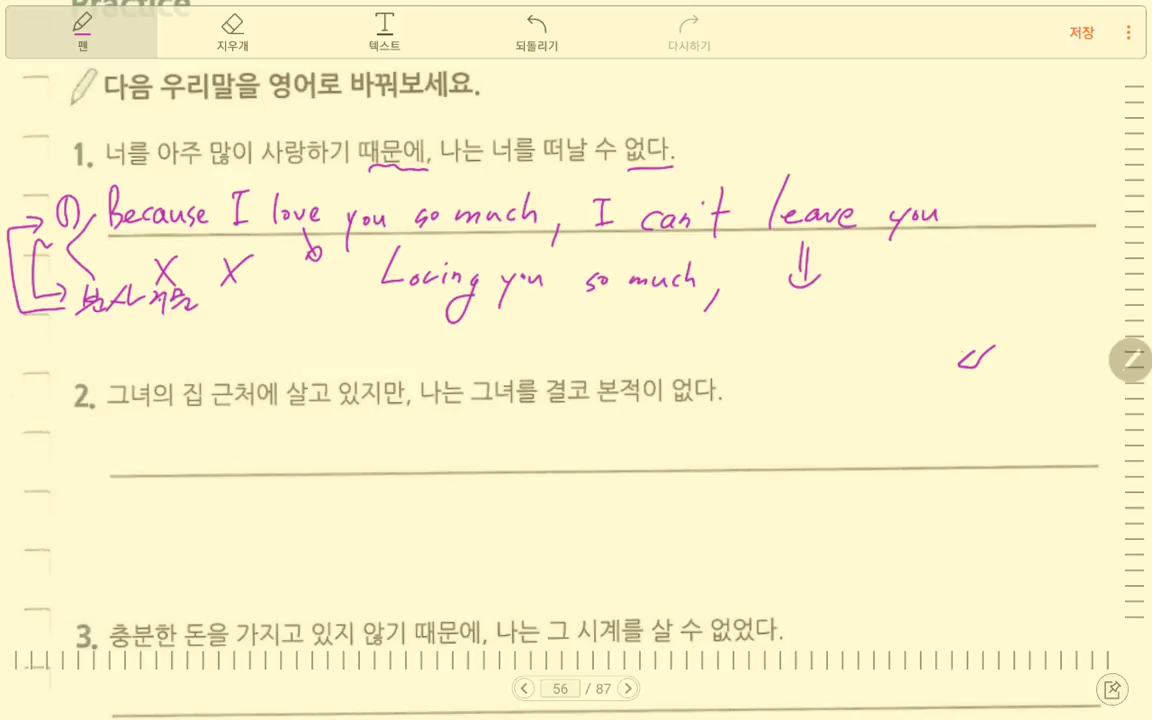 Practice
펜 지우개 텍스트 되돌리기 다시하기 저장
다음 우리말을 영어로 바꿔보세요.
1. 너를 아주 많이 사랑하기 때문에, 나는 너를 떠날 수 없다.
① Because I love you so much, I can't leave you
X X Loving you so much,
2. 그녀의 집 근처에 살고 있지만, 나는 그녀를 결코 본적이 없다.
3. 충분한 돈을 가지고 있지 않기 때문에, 나는 그 시계를 살 수 없었다.
56 / 87